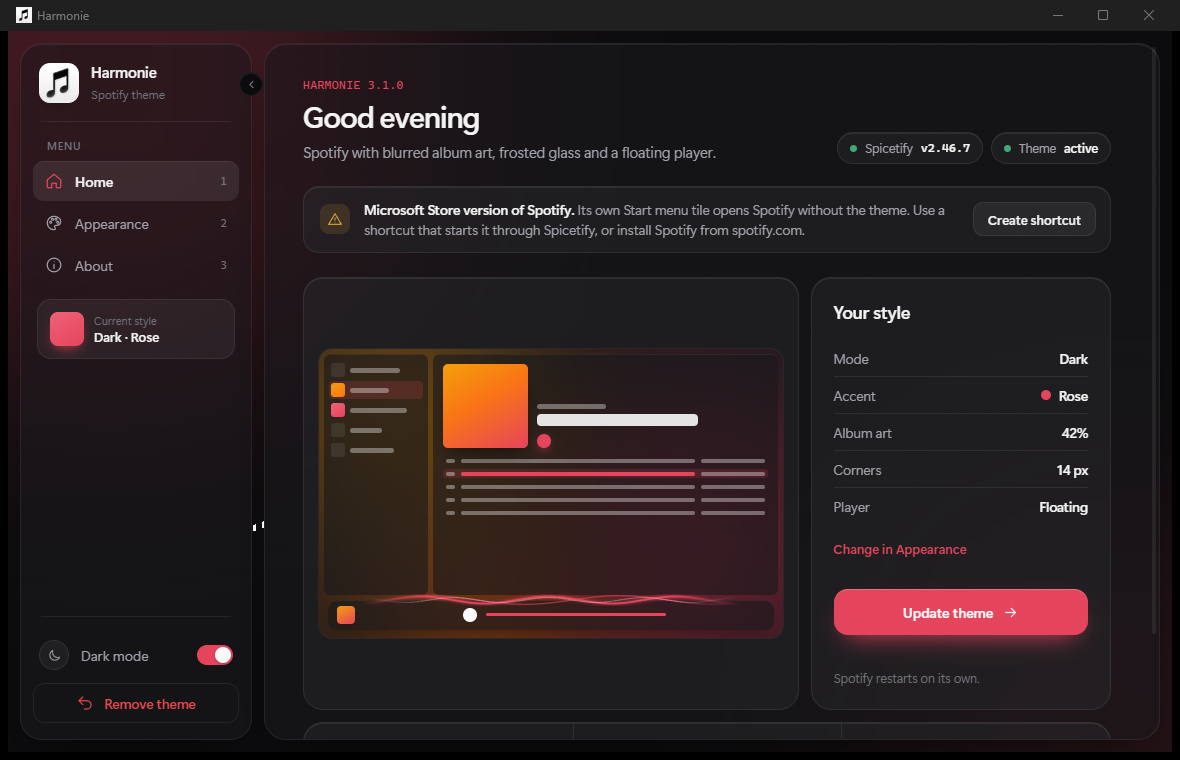 Harmonie
Harmonie
Spotify theme
MENU
Home 1
Appearance 2
About 3
Current style
Dark · Rose
Dark mode
Remove theme
HARMONIE 3.1.0
Good evening
Spotify with blurred album art, frosted glass and a floating player.
Spicetify v2.46.7
Theme active
Microsoft Store version of Spotify. Its own Start menu tile opens Spotify without the theme. Use a
shortcut that starts it through Spicetify, or install Spotify from spotify.com.
Create shortcut
Your style
Mode Dark
Accent Rose
Album art 42%
Corners 14 px
Player Floating
Change in Appearance
Update theme →
Spotify restarts on its own.